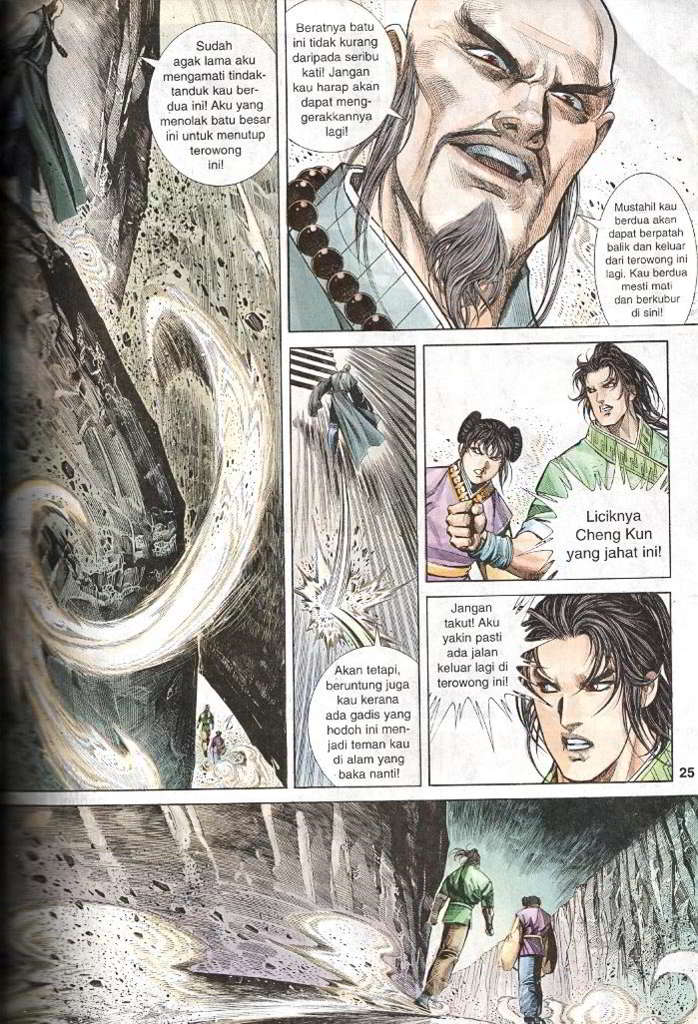 Sudah
agak lama aku
mengamati tindak-
tanduk kau ber-
dua ini! Aku yang
menolak batu besar
ini untuk menutup
terowong
ini!
Beratnya batu
ini tidak kurang
daripada seribu
kati! Jangan
kau harap akan
dapat meng-
gerakkannya
lagi!
Mustahil kau
berdua akan
dapat berpatah
balik dan keluar
dari terowong ini
lagi. Kau berdua
mesti mati
dan berkubur
di sini!
Akan tetapi,
beruntung juga
kau kerana
ada gadis yang
hodoh ini men-
jadi teman kau
di alam yang
baka nanti!
Liciknya
Cheng Kun
yang jahat ini!
Jangan
takut! Aku
yakin pasti
ada jalan
keluar lagi di
terowong ini!
25